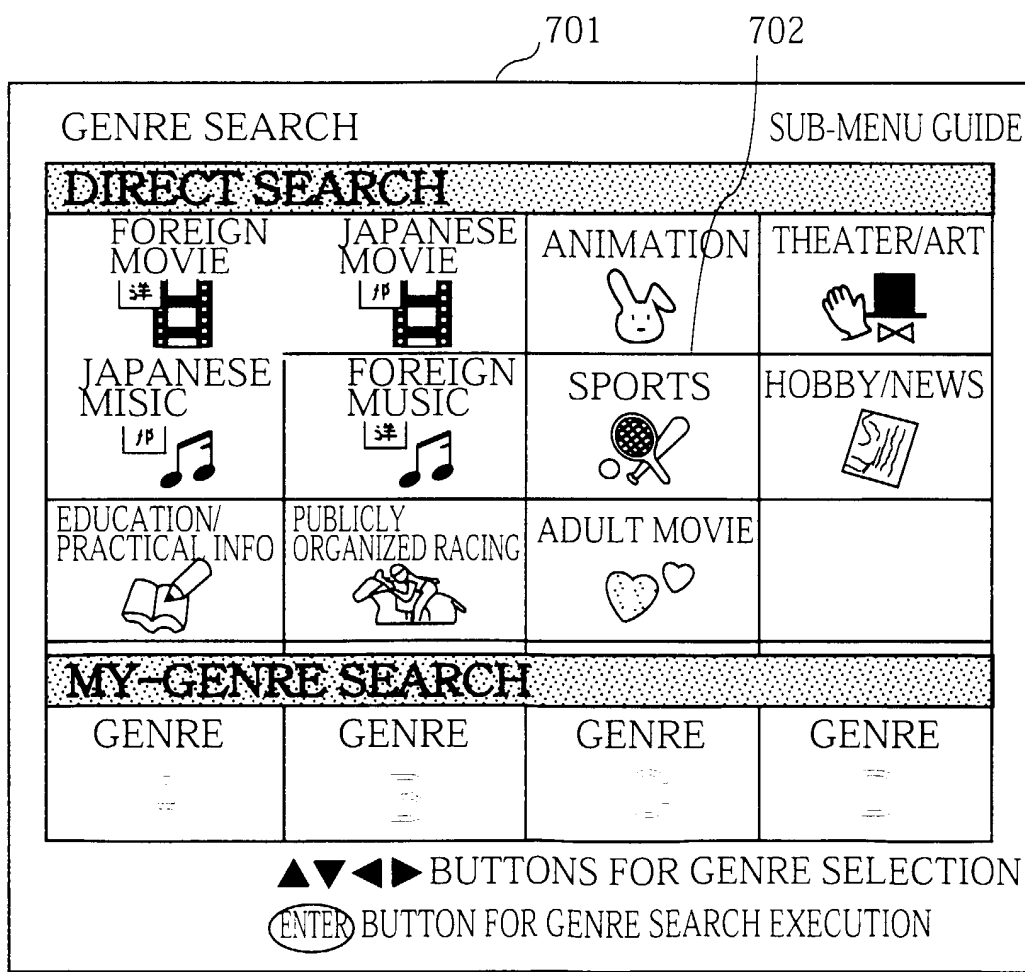 701 702
GENRE SEARCH SUB-MENU GUIDE
DIRECT SEARCH
FOREIGN MOVIE
洋
JAPANESE MOVIE
邦
ANIMATION
THEATER/ART
JAPANESE MISIC
邦
FOREIGN MUSIC
洋
SPORTS
HOBBY/NEWS
EDUCATION/
PRACTICAL INFO
PUBLICLY
ORGANIZED RACING
ADULT MOVIE
MY-GENRE SEARCH
GENRE GENRE GENRE GENRE
▲▼◀▶ BUTTONS FOR GENRE SELECTION
ENTER BUTTON FOR GENRE SEARCH EXECUTION